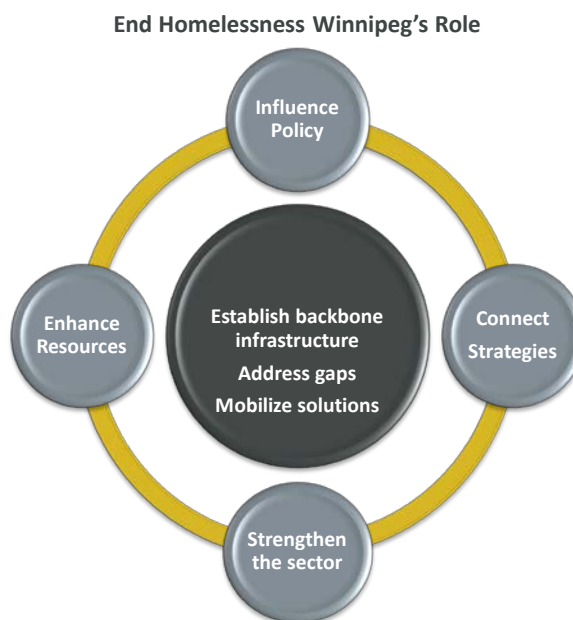 End Homelessness Winnipeg’s Role
Influence
Policy
Enhance
Resources
Establish backbone
infrastructure
Address gaps
Mobilize solutions
Connect
Strategies
Strengthen
the sector